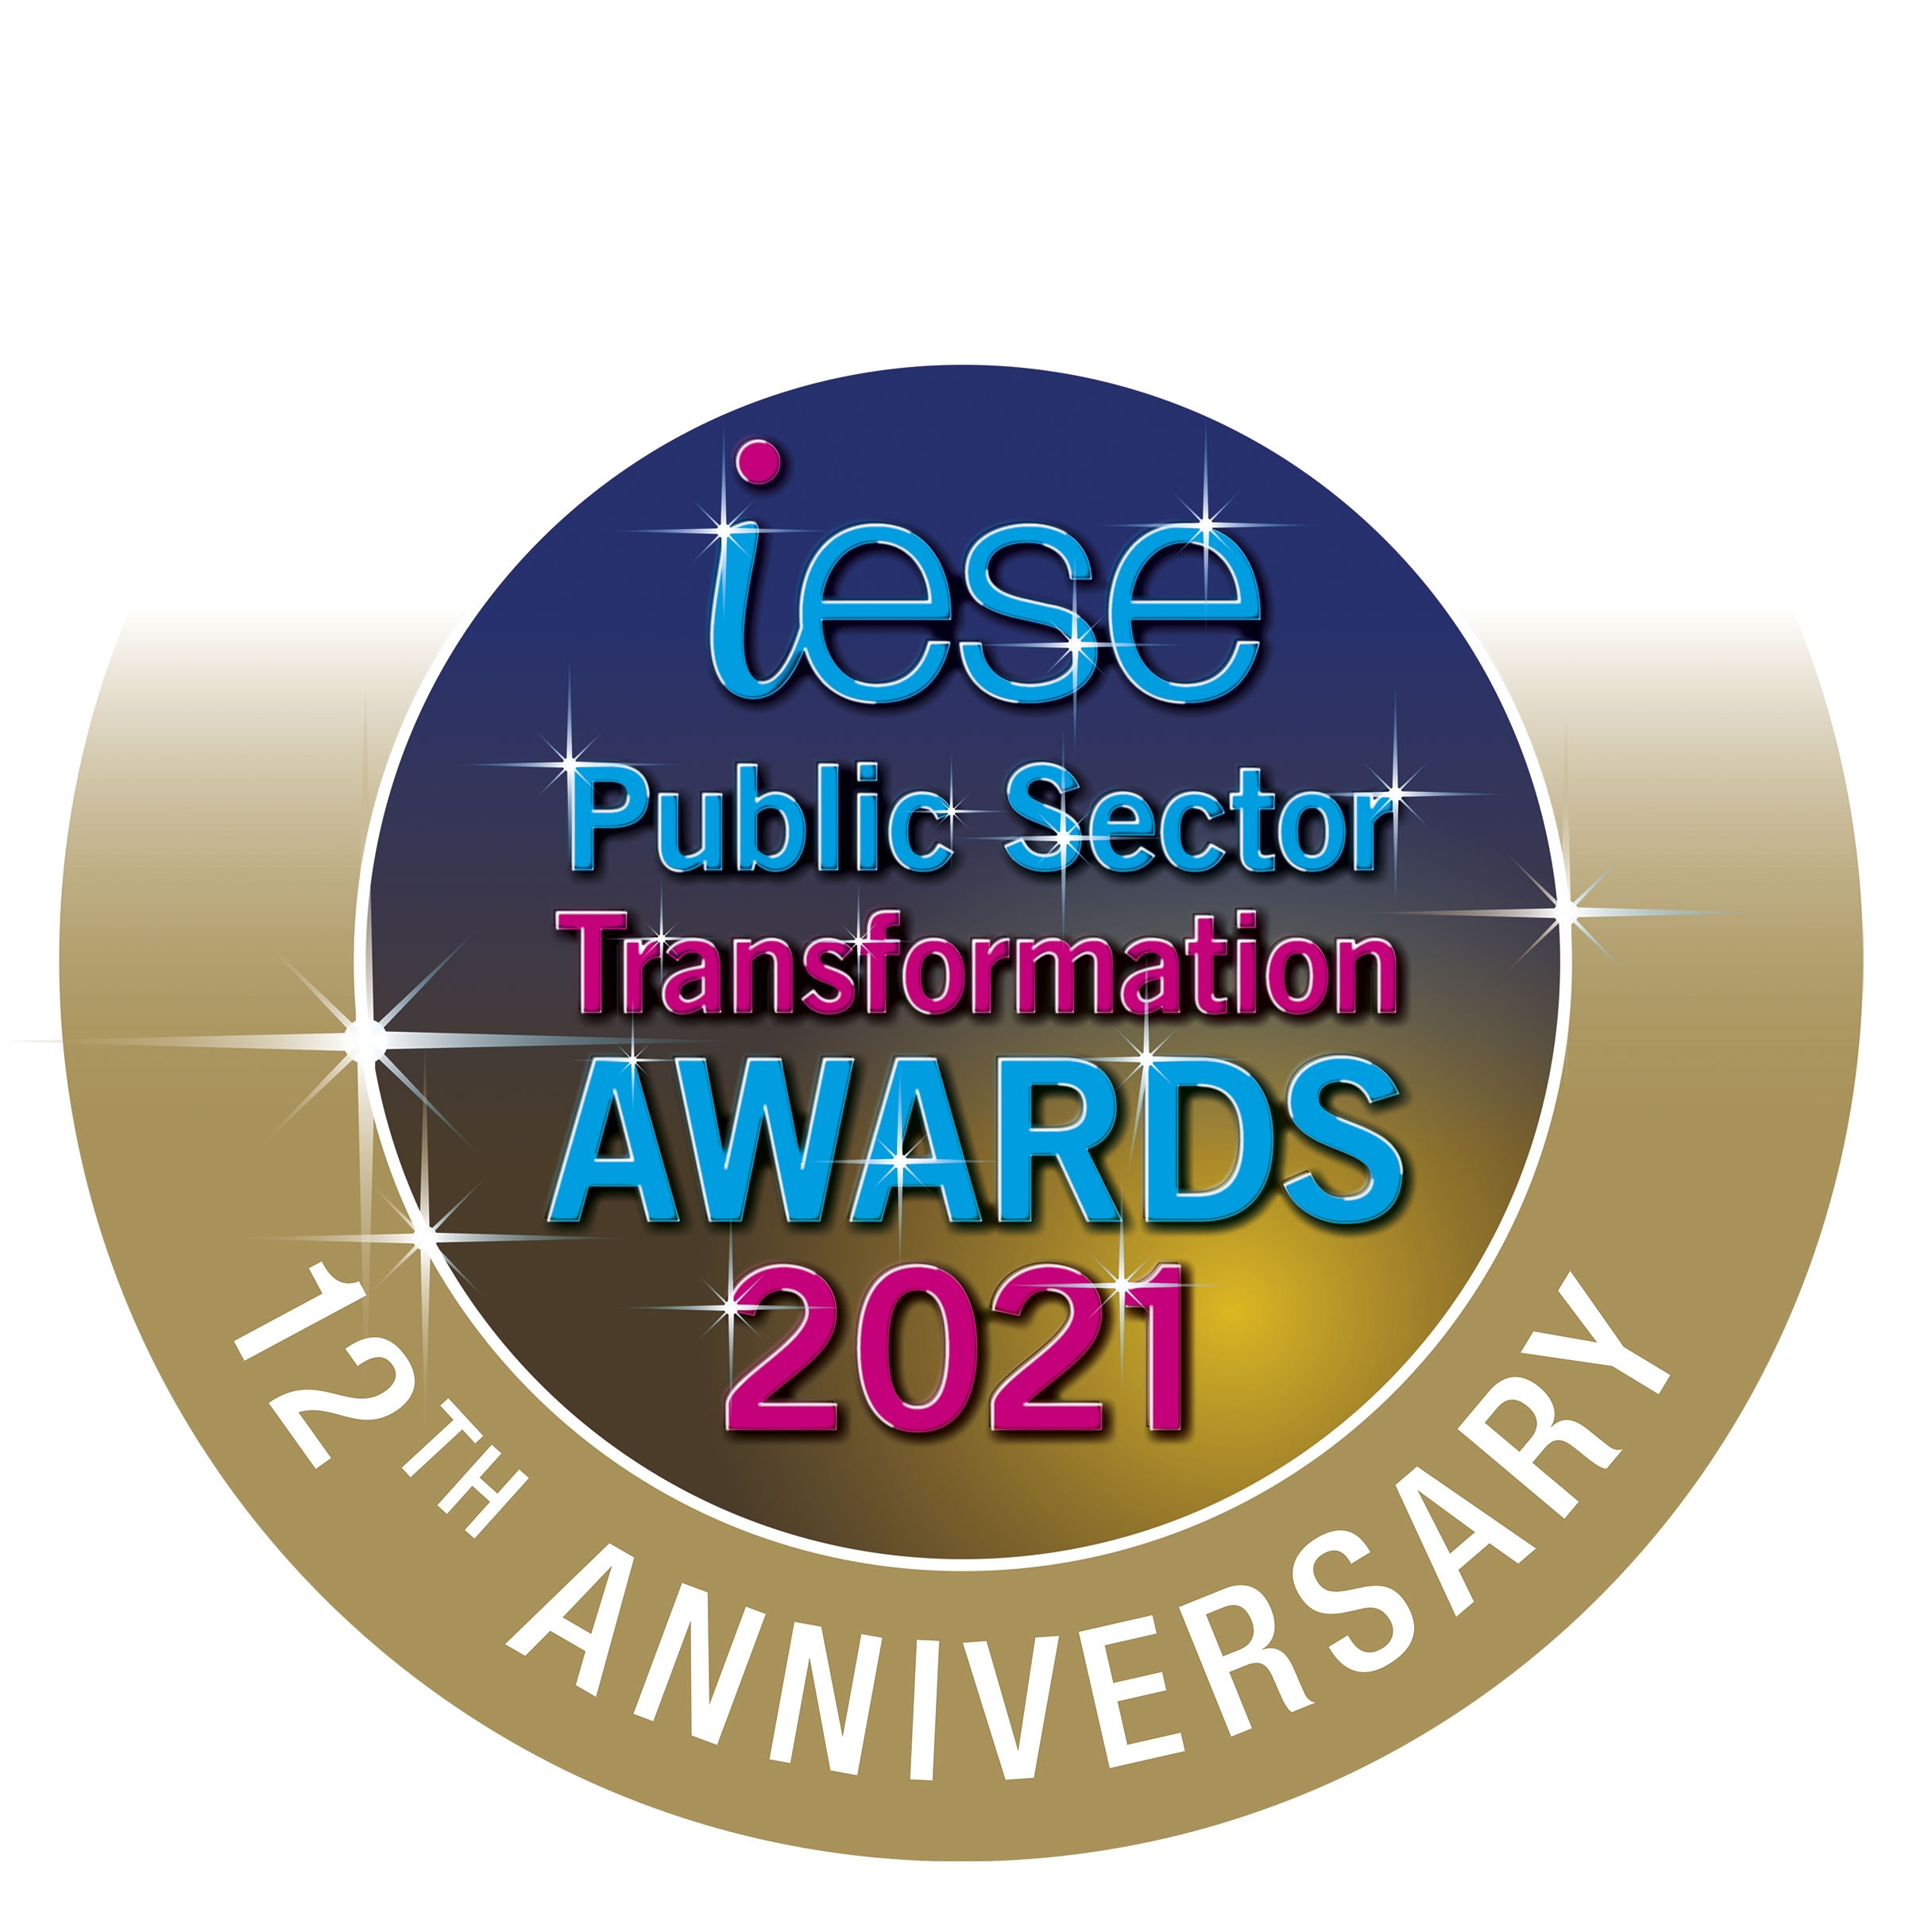 iese
Public Sector
Transformation
AWARDS
2021
12TH ANNIVERSARY